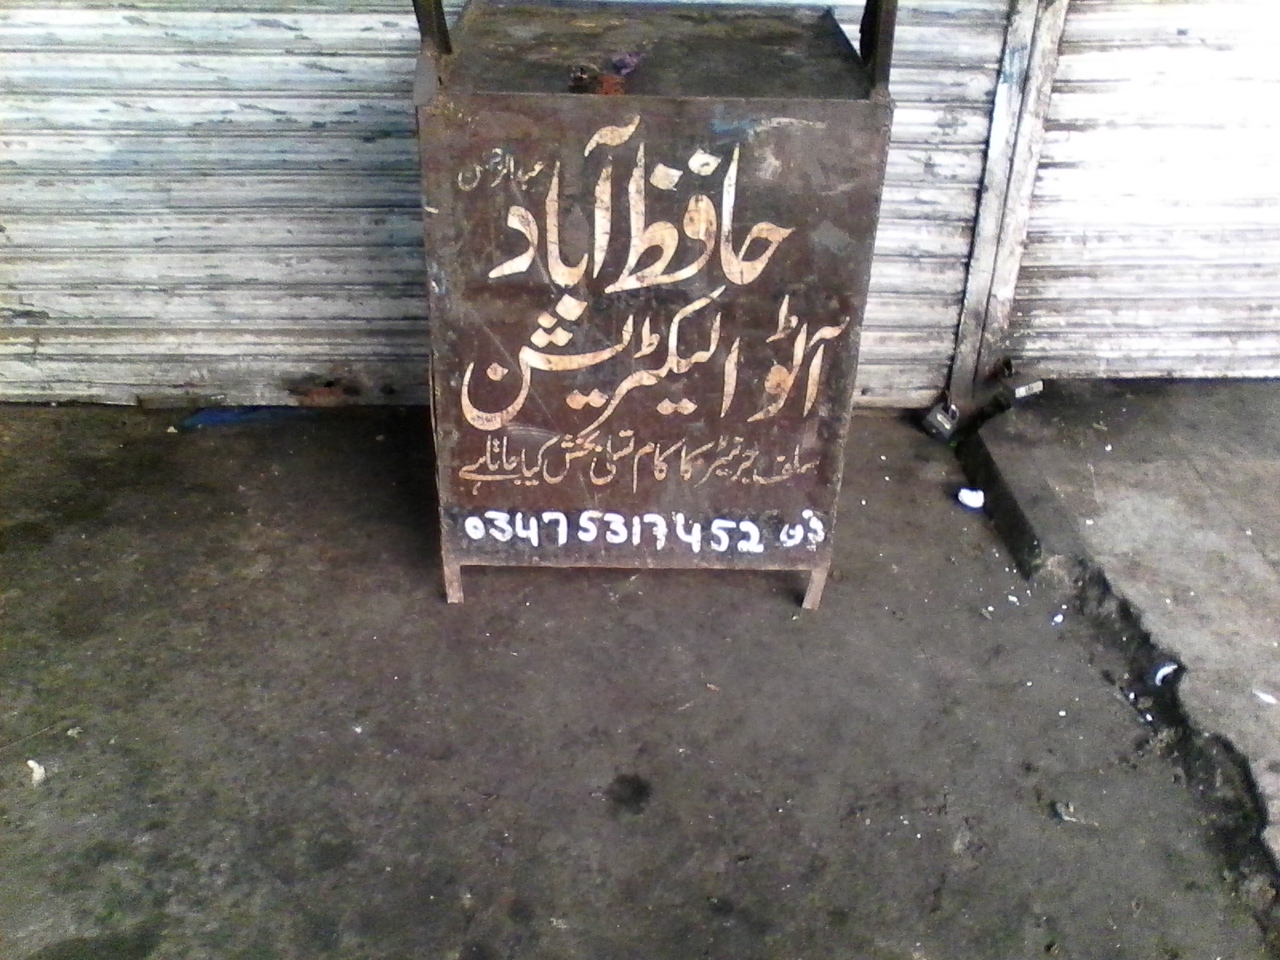 حافظ آباد عبدالرحمن
آٹو الیکٹریشن
سلف جرنیٹر کا کام تسلی بخش کیا جاتا ہے
03475317452